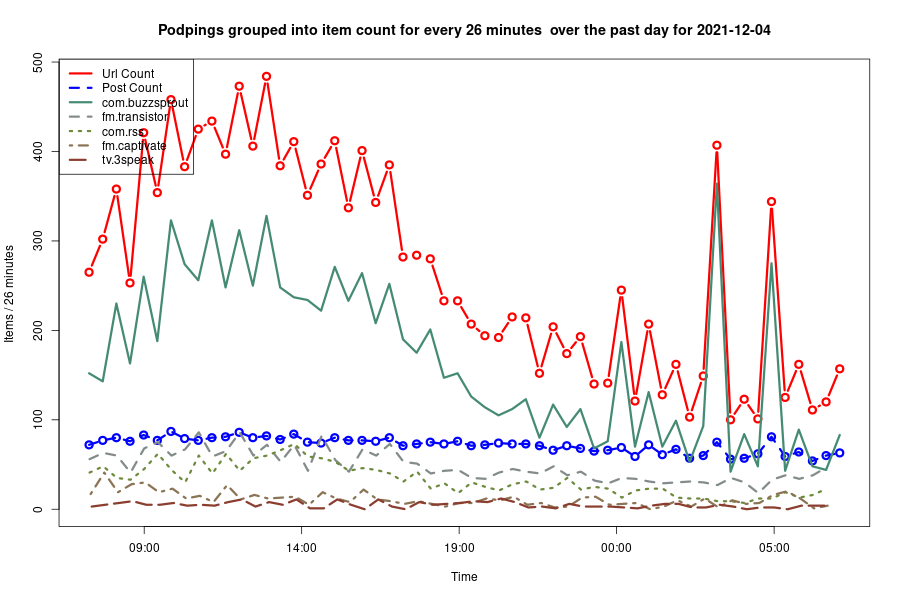 Podpings grouped into item count for every 26 minutes  over the past day for 2021-12-04
Url Count
Post Count
com.buzzsprout
fm.transistor
com.rss
fm.captivate
tv.3speak
500
400
300
200
100
0
Items / 26 minutes
09:00
14:00
19:00
00:00
05:00
Time